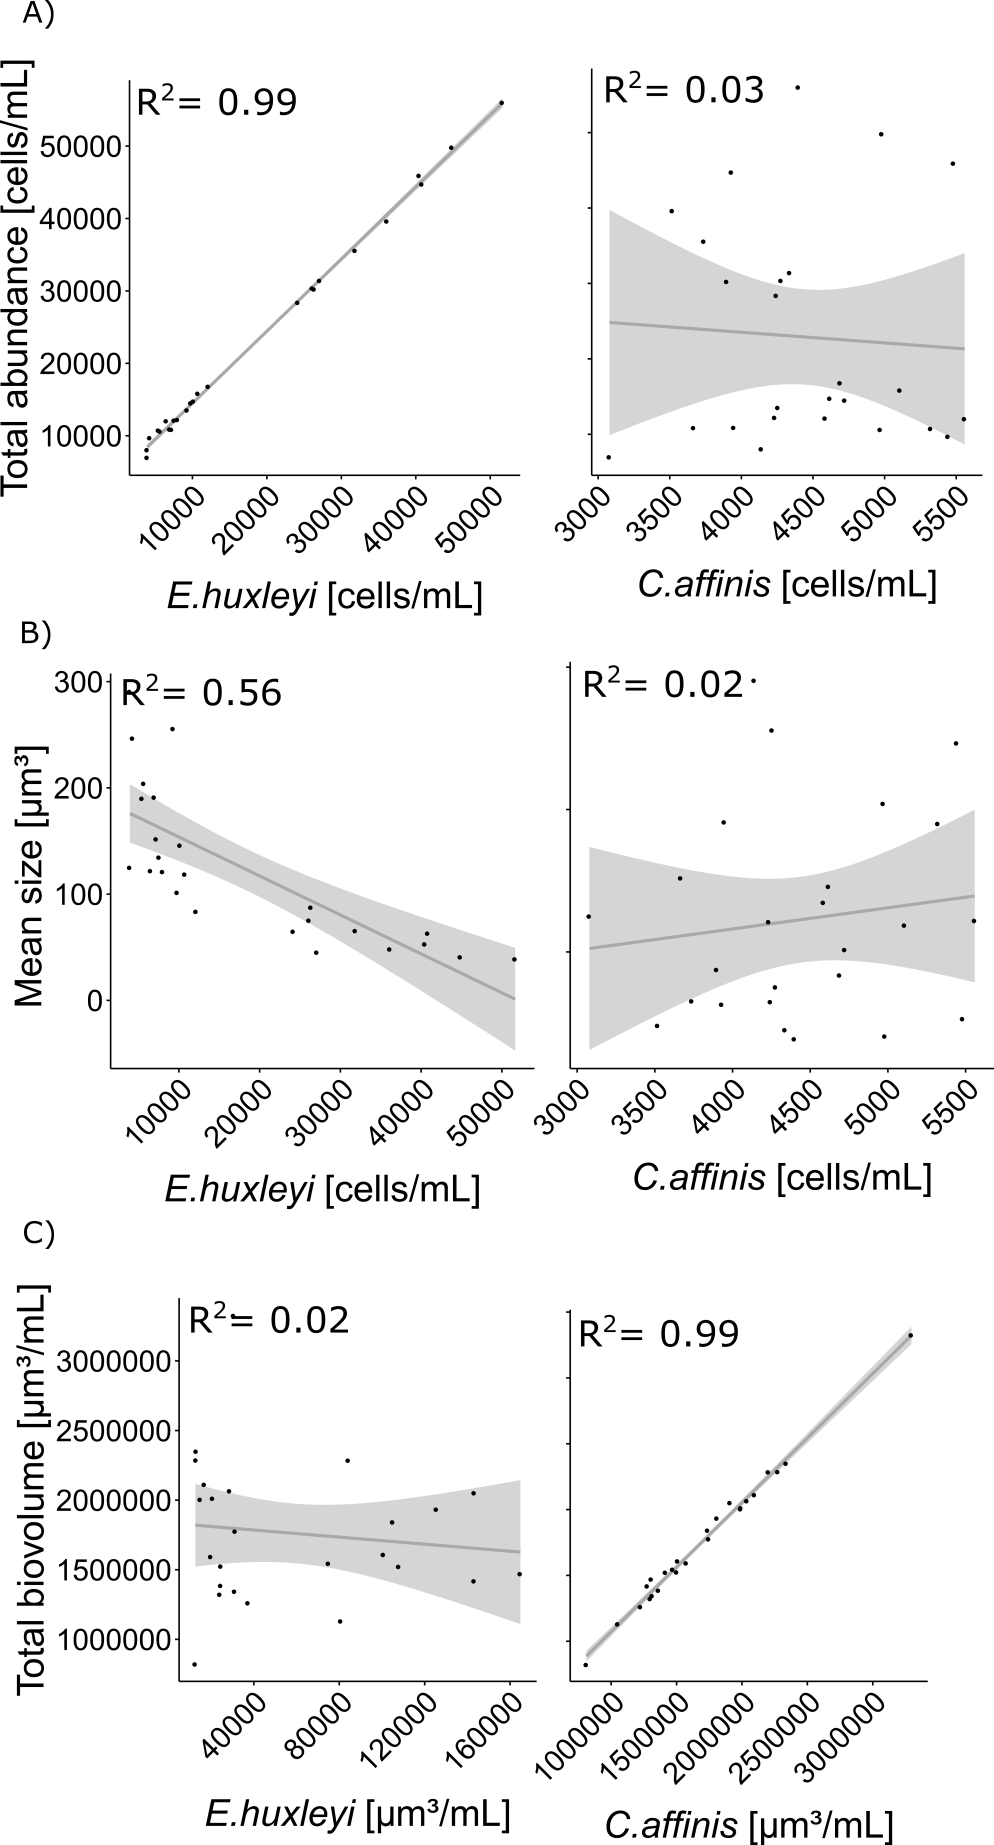 A)
Total abundance [cells/mL]
R²= 0.99
50000
40000
30000
20000
10000
10000 20000 30000 40000 50000
E.huxleyi [cells/mL]
R²= 0.03
3000 3500 4000 4500 5000 5500
C.affinis [cells/mL]
B)
Mean size [µm³]
R²= 0.56
300
200
100
0
10000 20000 30000 40000 50000
E.huxleyi [cells/mL]
R²= 0.02
3000 3500 4000 4500 5000 5500
C.affinis [cells/mL]
C)
Total biovolume [µm³/mL]
R²= 0.02
3000000
2500000
2000000
1500000
1000000
40000 80000 120000 160000
E.huxleyi [µm³/mL]
R²= 0.99
1000000 1500000 2000000 2500000 3000000
C.affinis [µm³/mL]